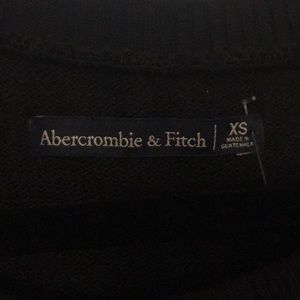 Abercrombie & Fitch
XS
MADE IN
GUATEMALA